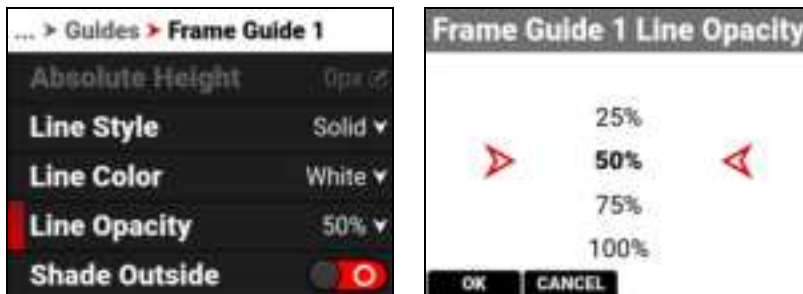 ... > Guides > Frame Guide 1
Absolute Height 0px
Line Style Solid
Line Color White
Line Opacity 50%
Shade Outside
Frame Guide 1 Line Opacity
25%
50%
75%
100%
OK CANCEL